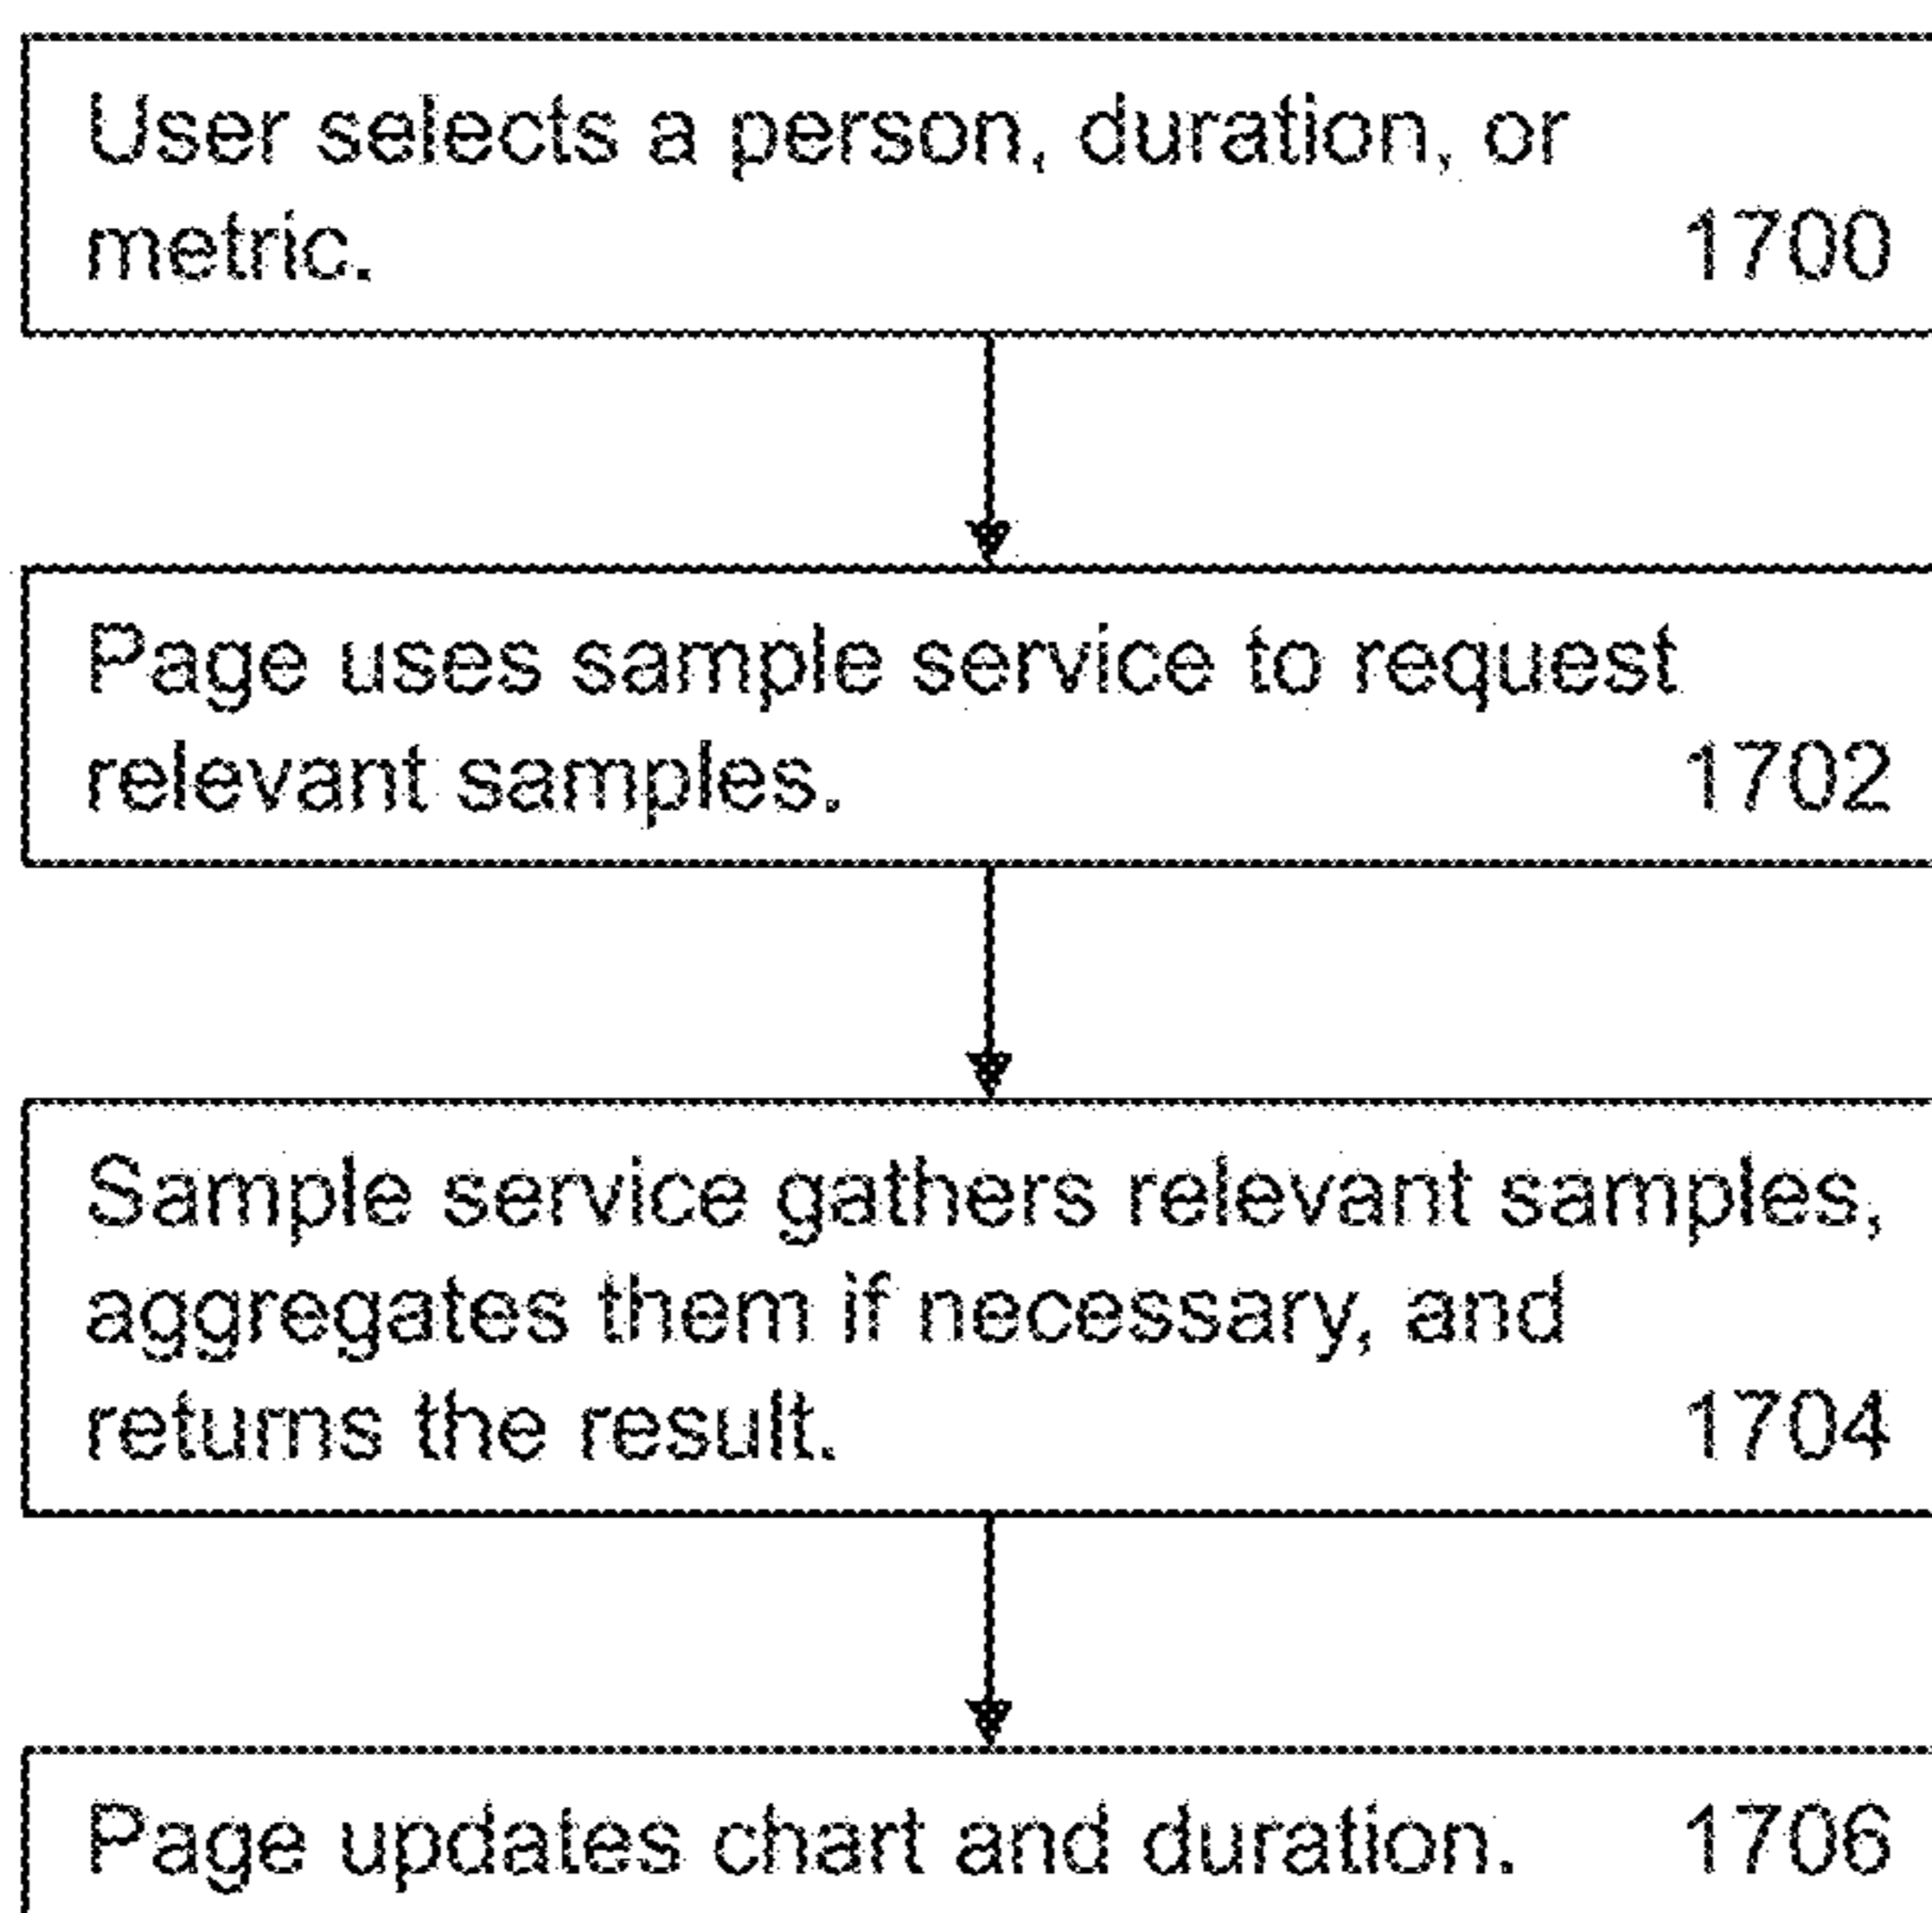 User selects a person, duration, or
metric. 1700
Page uses sample service to request
relevant samples. 1702
Sample service gathers relevant samples,
aggregates them if necessary, and
returns the result. 1704
Page updates chart and duration. 1706